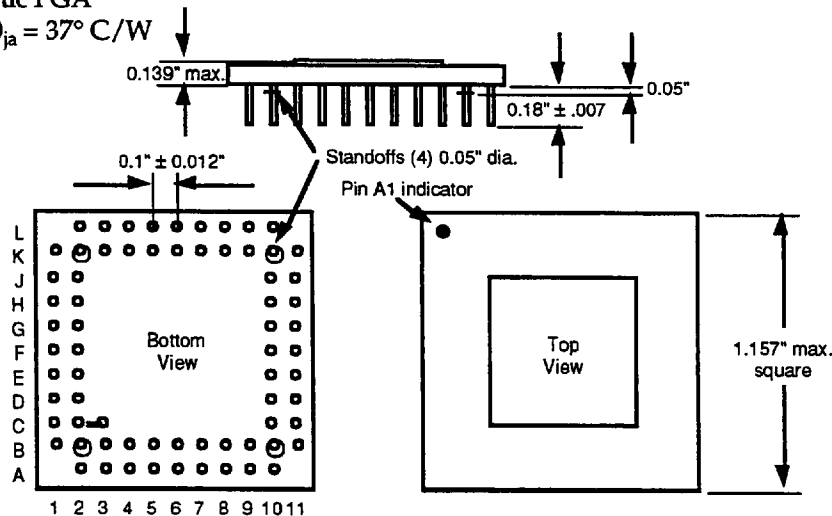 θja = 37° C/W
0.139" max.
0.05"
0.18" ± .007
0.1" ± 0.012"
Standoffs (4) 0.05" dia.
Pin A1 indicator
L
K
J
H
G
F
E
D
C
B
A
Bottom
View
Top
View
1.157" max.
square
1 2 3 4 5 6 7 8 9 10 11